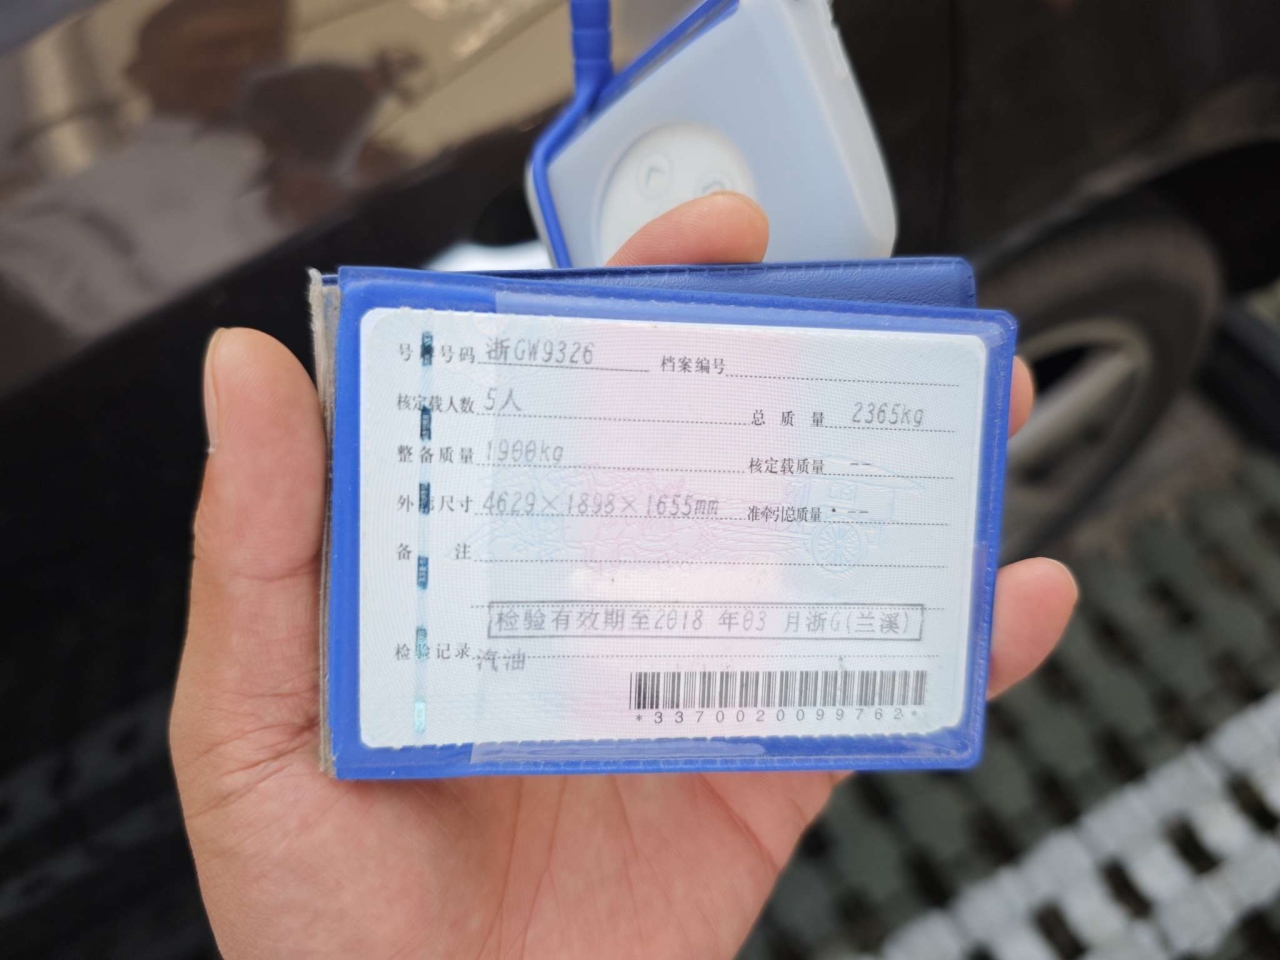 号牌号码 浙GW9326 档案编号
核定载人数 5人 总质量 2365kg
整备质量 1900kg 核定载质量 --
外廓尺寸 4629×1898×1655mm 准牵引总质量 --
备注
检验有效期至2018年03月浙G(兰溪)
检验记录 汽油
*3370020099762*